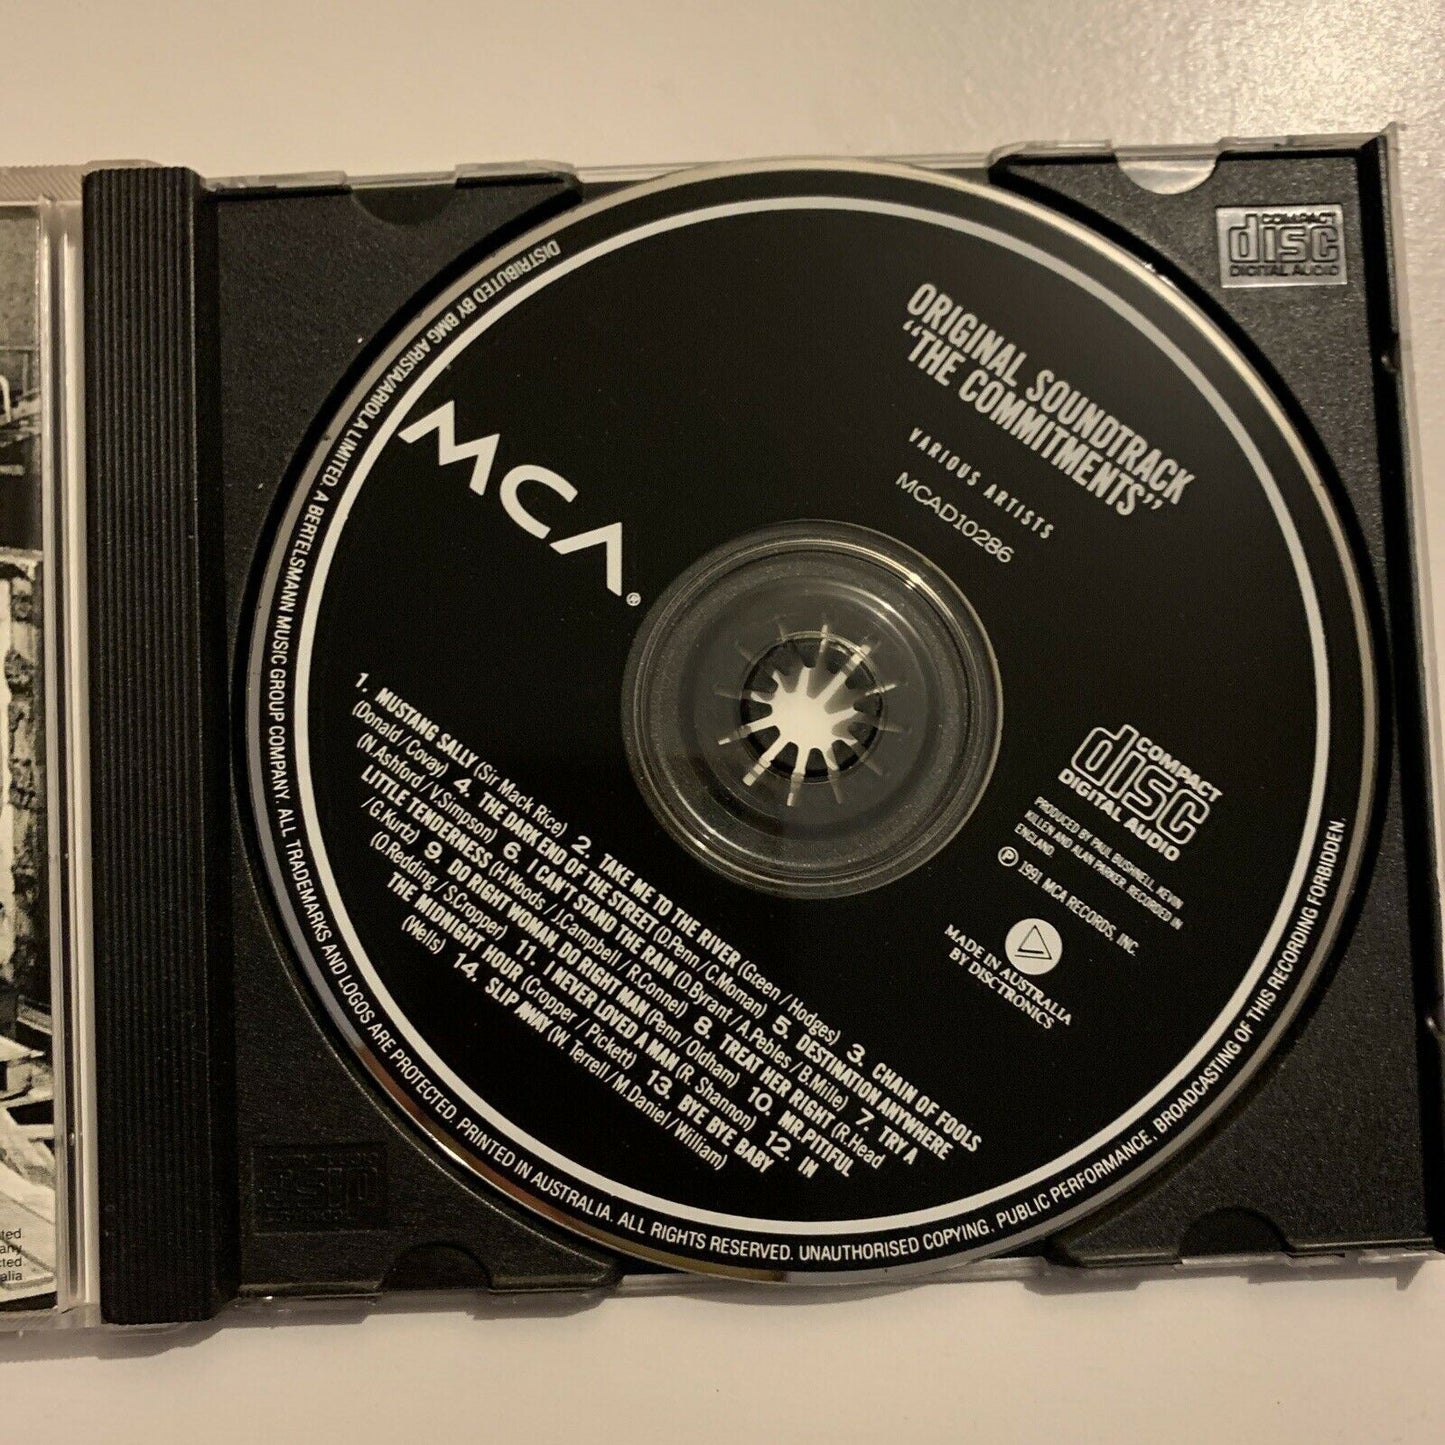 ORIGINAL SOUNDTRACK
“THE COMMITMENTS”
VARIOUS ARTISTS
MCAD10286
MCA®
COMPACT
disc
DIGITAL AUDIO
COMPACT
disc
DIGITAL AUDIO
PRODUCED BY PAUL BUSHNELL, KEVIN
KILLEN AND ALAN PARKER. RECORDED IN
ENGLAND.
Ⓟ 1991 MCA RECORDS, INC.
MADE IN AUSTRALIA
BY DISCTRONICS
1. MUSTANG SALLY (Sir Mack Rice) 2. TAKE ME TO THE RIVER (Green / Hodges) 3. CHAIN OF FOOLS
(Donald / Covay) 4. THE DARK END OF THE STREET (D.Penn / C.Moman) 5. DESTINATION ANYWHERE
(N.Ashford / V.Simpson) 6. I CAN'T STAND THE RAIN (D.Byrant / A.Pebles / B.Mille) 7. TRY A
LITTLE TENDERNESS (H.Woods / J.Campbell / R.Connel) 8. TREAT HER RIGHT (R.Head
/ G.Kurtz) 9. DO RIGHT WOMAN, DO RIGHT MAN (Penn / Oldham) 10. MR.PITIFUL
(O.Redding / S.Cropper) 11. I NEVER LOVED A MAN (R. Shannon) 12. IN
THE MIDNIGHT HOUR (Cropper / Pickett) 13. BYE BYE BABY
(Wells) 14. SLIP AWAY (W. Terrell / M.Daniel / William)
DISTRIBUTED BY BMG ARISTA/ARIOLA LIMITED. A BERTELSMANN MUSIC GROUP COMPANY. ALL TRADEMARKS AND LOGOS ARE PROTECTED. PRINTED IN AUSTRALIA. ALL RIGHTS RESERVED. UNAUTHORISED COPYING, PUBLIC PERFORMANCE, BROADCASTING OF THIS RECORDING FORBIDDEN.
ted.
any
cted.
alia